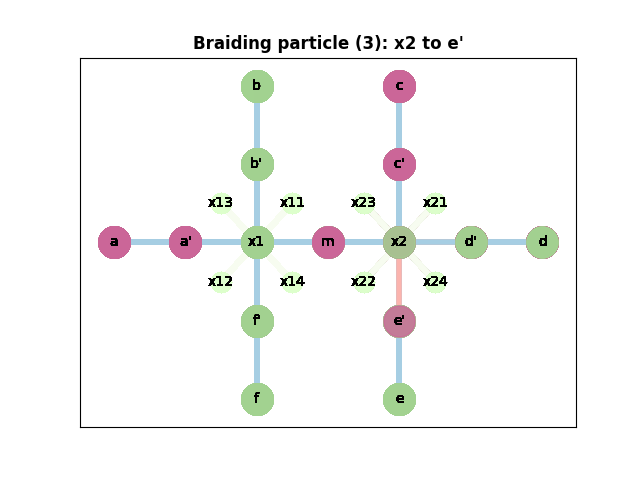 Braiding particle (3): x2 to e'
b c
b' c'
x13 x11 x23 x21
a a' x1 m x2 d' d
x12 x14 x22 x24
f' e'
f e